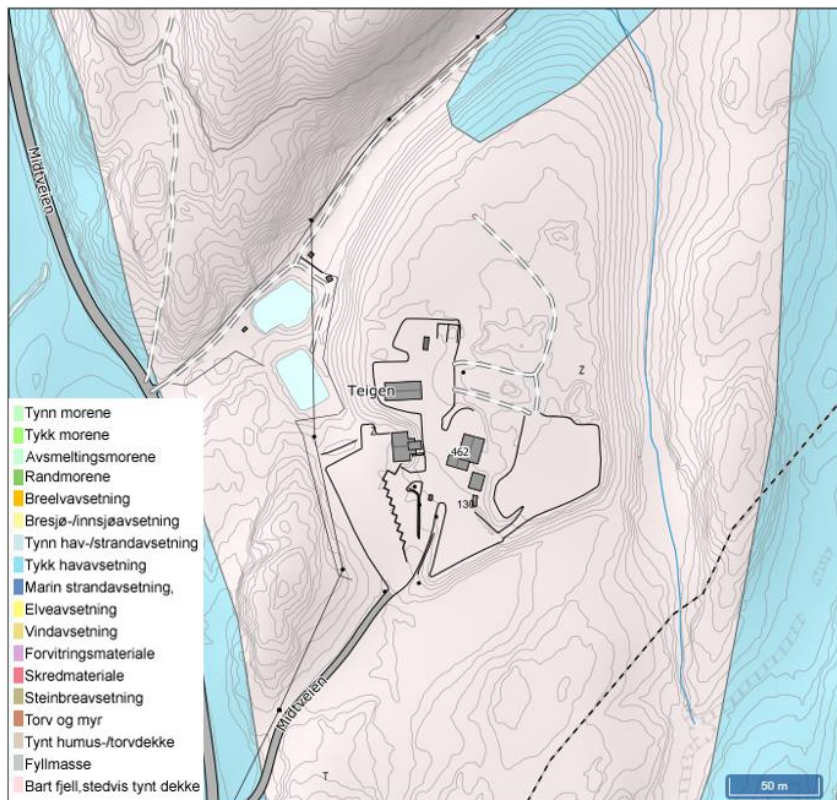 Midtveien
Teigen
Z
462
130
Midtveien
T
Tynn morene
Tykk morene
Avsmeltingsmorene
Randmorene
Breelvavsetning
Bresjø-/innsjøavsetning
Tynn hav-/strandavsetning
Tykk havavsetning
Marin strandavsetning,
Elveavsetning
Vindavsetning
Forvitringsmateriale
Skredmateriale
Steinbreavsetning
Torv og myr
Tynt humus-/torvdekke
Fyllmasse
Bart fjell,stedvis tynt dekke
50 m